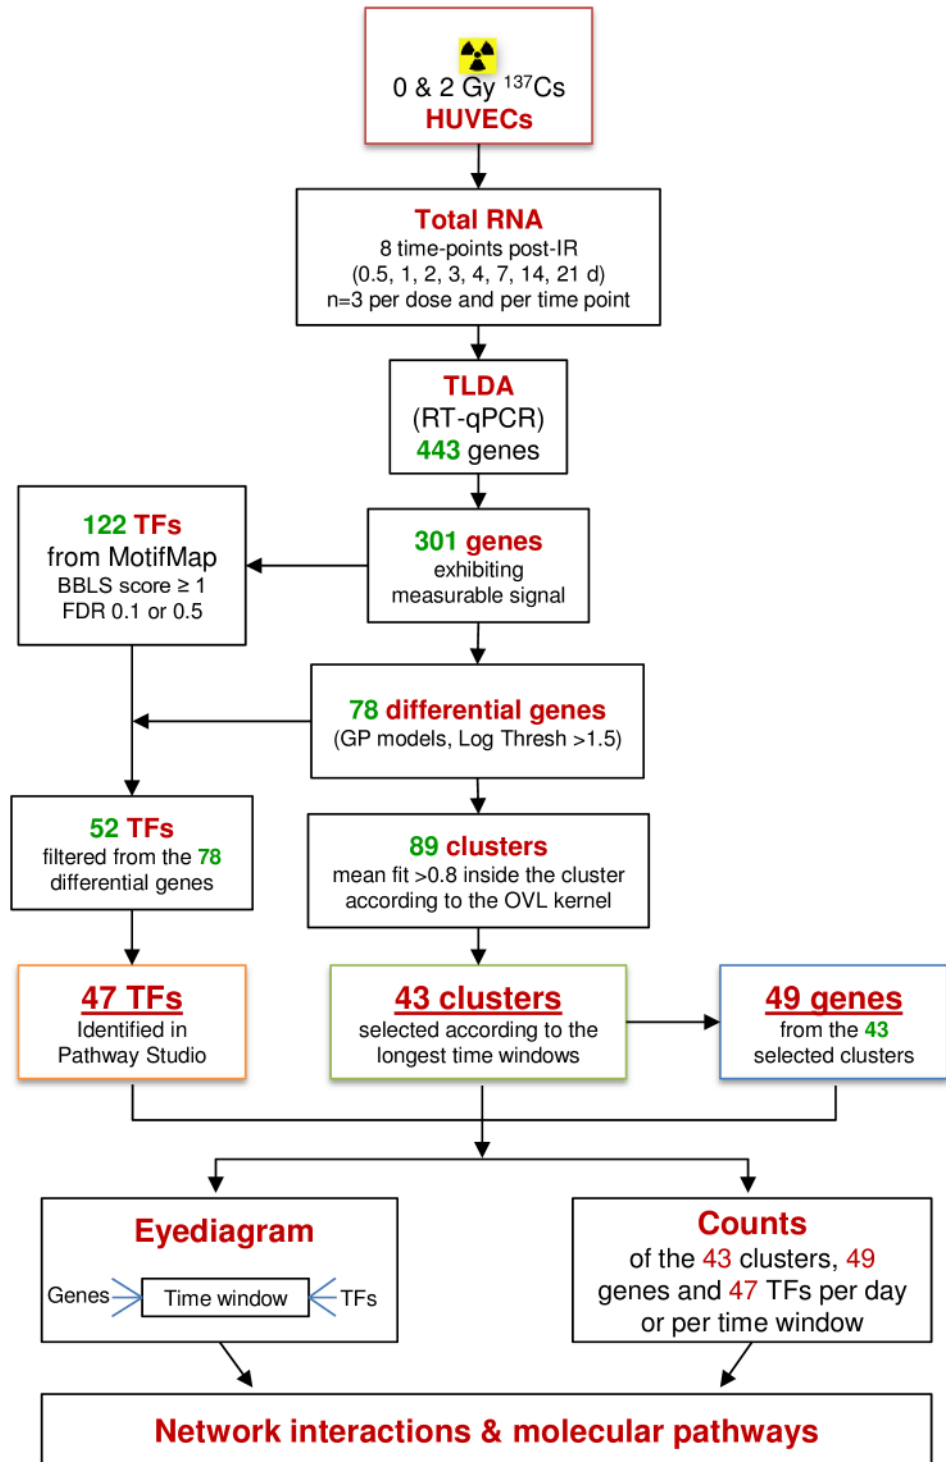 0 & 2 Gy ¹³⁷Cs
HUVECs
Total RNA
8 time-points post-IR
(0.5, 1, 2, 3, 4, 7, 14, 21 d)
n=3 per dose and per time point
TLDA
(RT-qPCR)
443 genes
122 TFs
from MotifMap
BBLS score ≥ 1
FDR 0.1 or 0.5
301 genes
exhibiting
measurable signal
78 differential genes
(GP models, Log Thresh >1.5)
52 TFs
filtered from the 78
differential genes
89 clusters
mean fit >0.8 inside the cluster
according to the OVL kernel
47 TFs
Identified in
Pathway Studio
43 clusters
selected according to the
longest time windows
49 genes
from the 43
selected clusters
Eyediagram
Genes
Time window
TFs
Counts
of the 43 clusters, 49
genes and 47 TFs per day
or per time window
Network interactions & molecular pathways